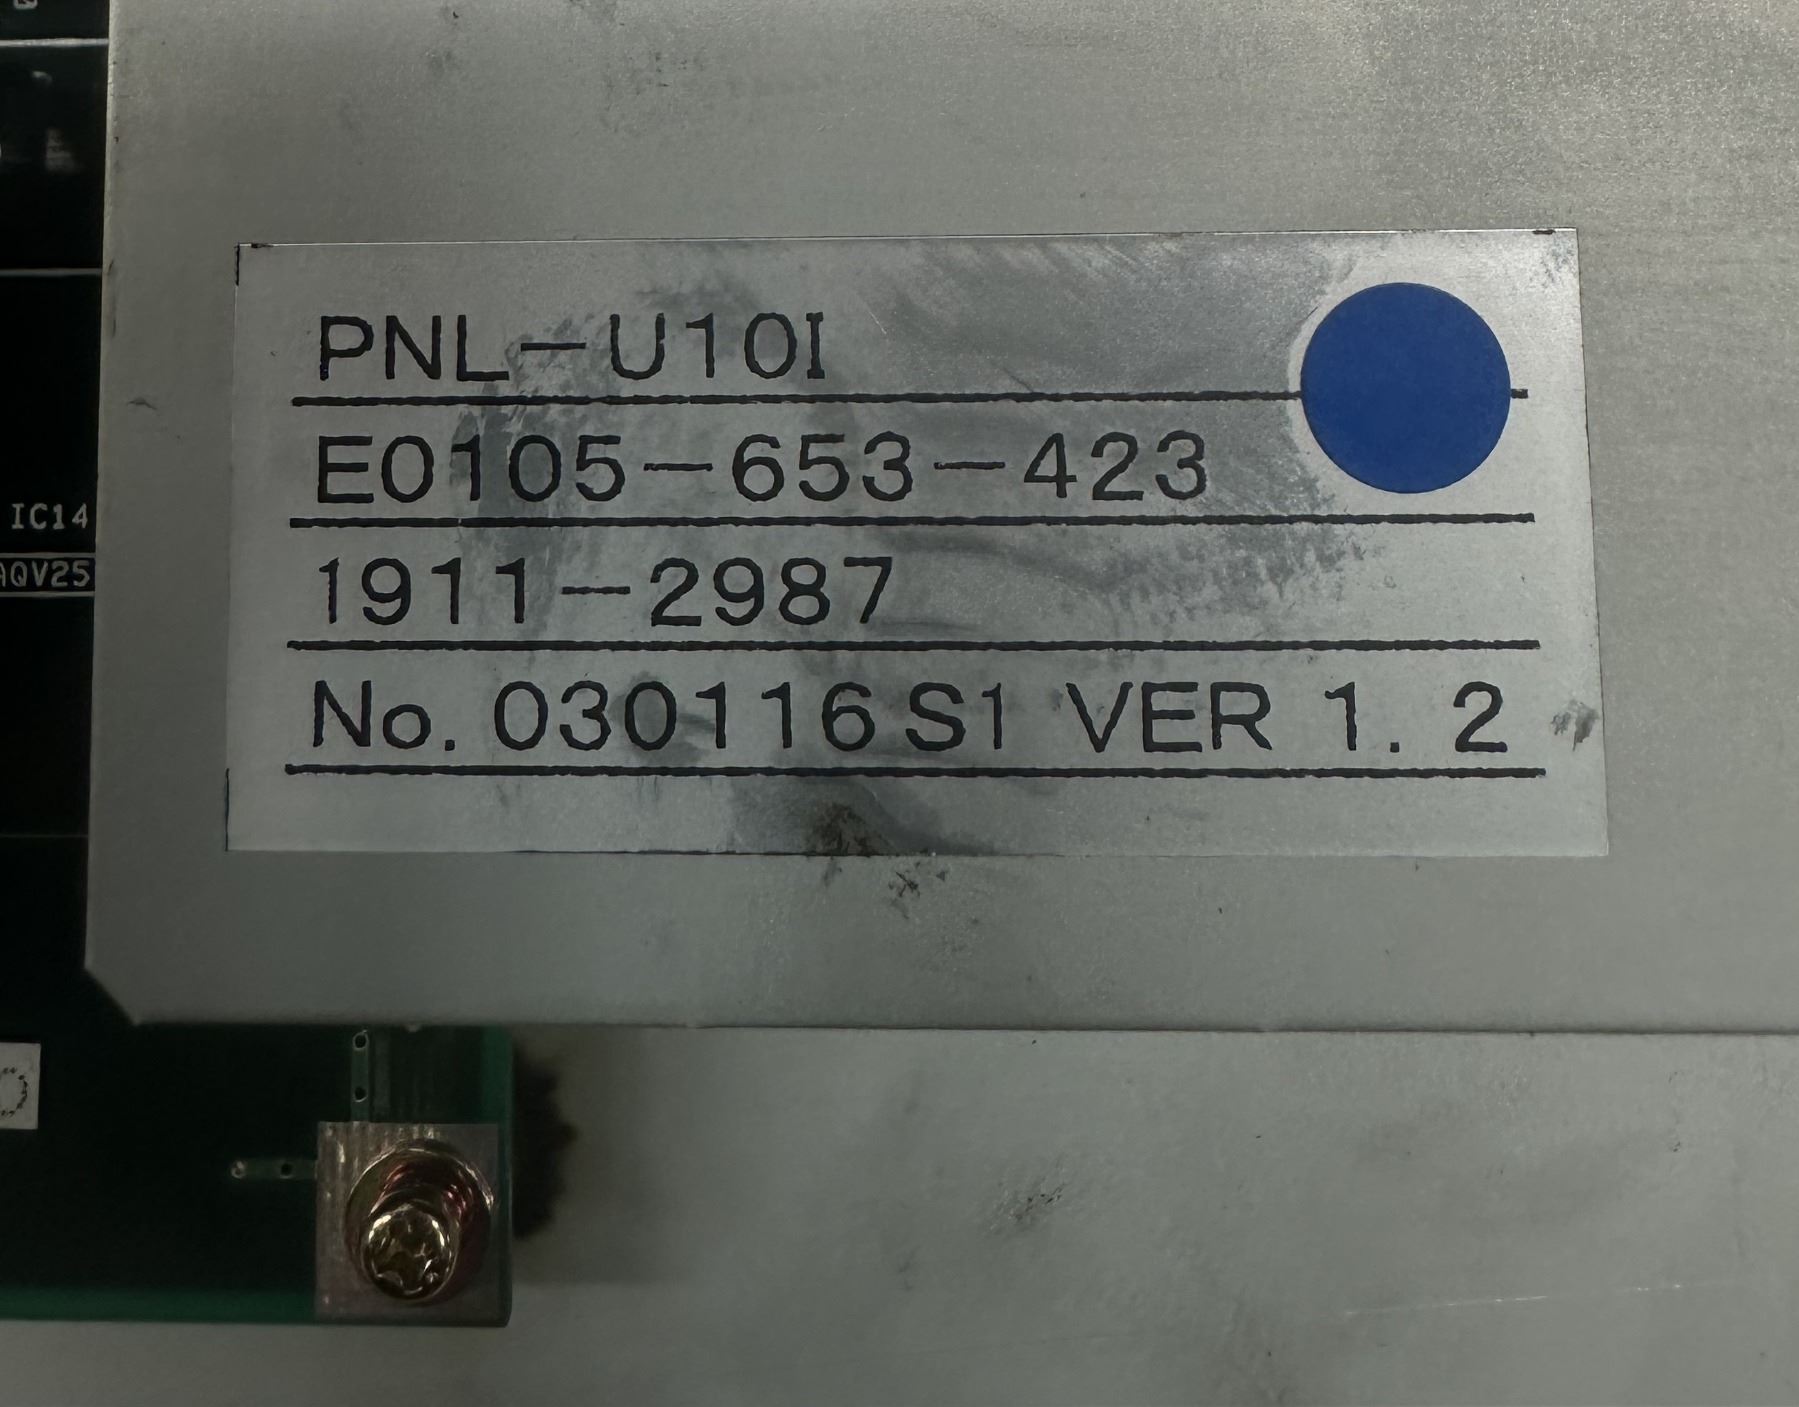 PNL-U10I
E0105-653-423
1911-2987
No. 030116 S1 VER 1. 2
IC14
AQV25